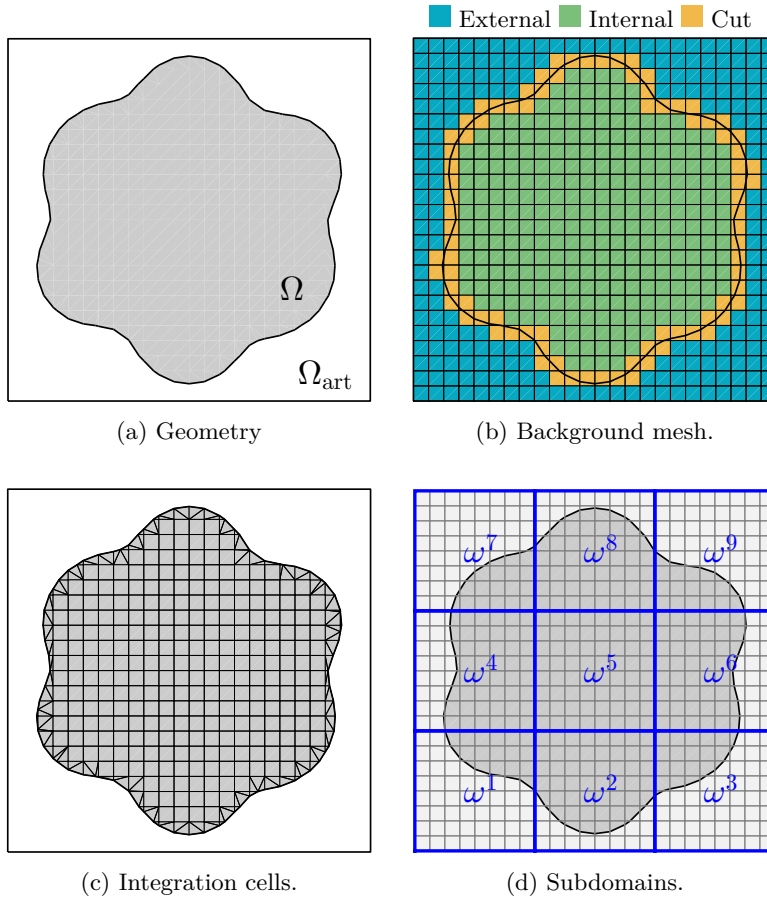 External Internal Cut
Ω
Ω_art
(a) Geometry
(b) Background mesh.
ω^7 ω^8 ω^9
ω^4 ω^5 ω^6
ω^1 ω^2 ω^3
(c) Integration cells.
(d) Subdomains.